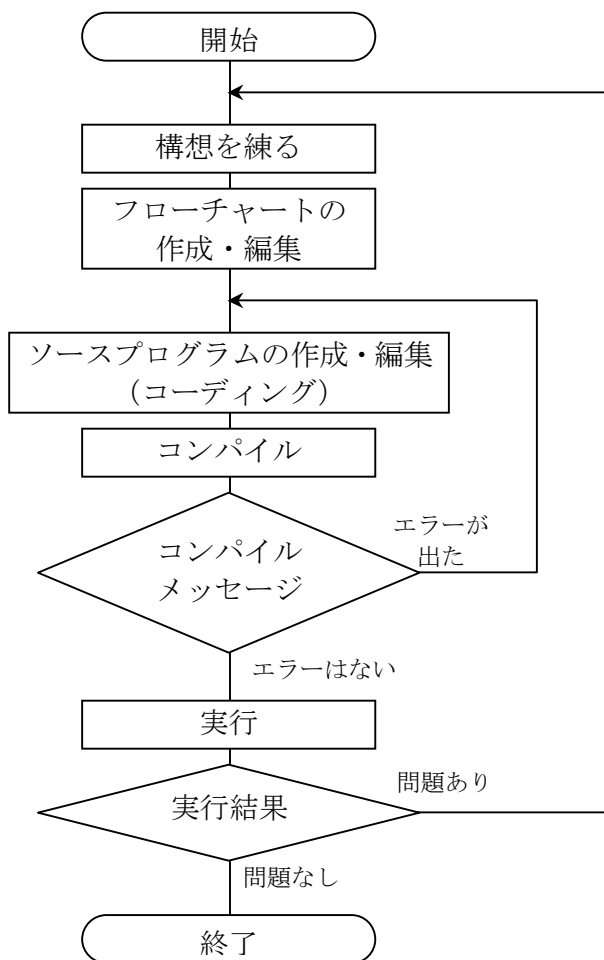 開始
構想を練る
フローチャートの
作成・編集
ソースプログラムの作成・編集
（コーディング）
コンパイル
コンパイル
メッセージ
エラーが
出た
エラーはない
実行
実行結果
問題あり
問題なし
終了